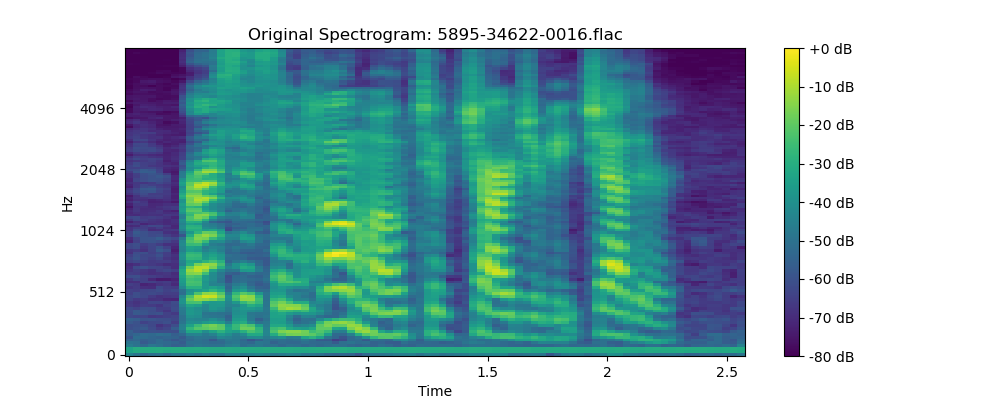 Original Spectrogram: 5895-34622-0016.flac
Hz
4096
2048
1024
512
0
0
0.5
1
1.5
2
2.5
Time
+0 dB
-10 dB
-20 dB
-30 dB
-40 dB
-50 dB
-60 dB
-70 dB
-80 dB